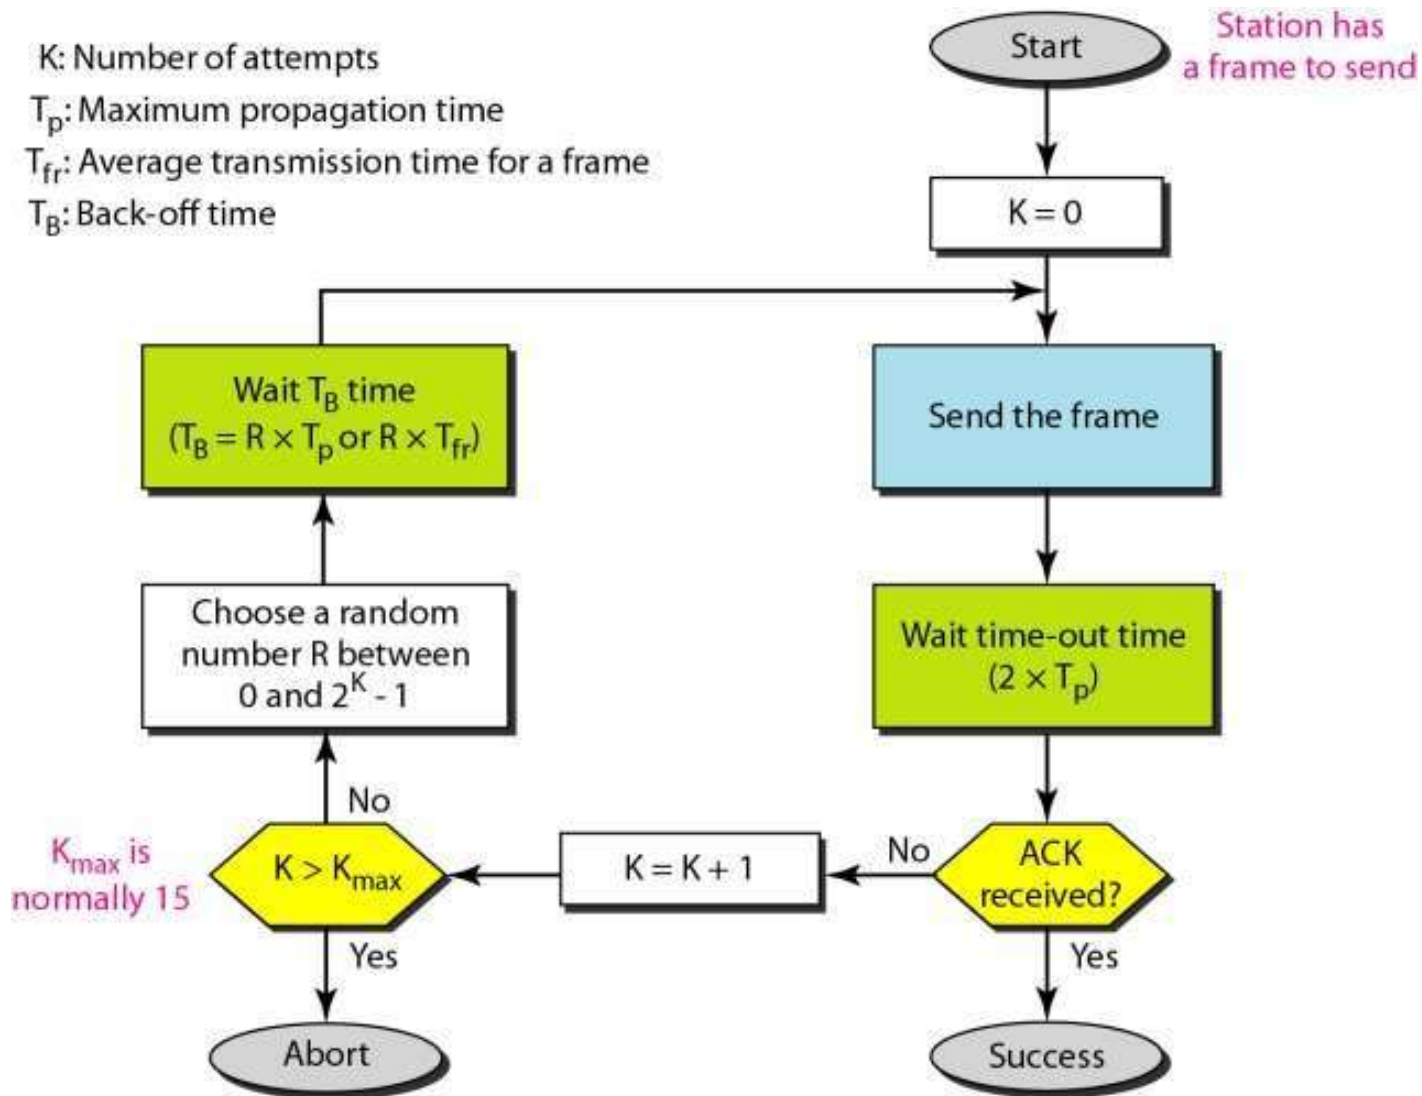 K: Number of attempts
Tp: Maximum propagation time
Tfr: Average transmission time for a frame
TB: Back-off time
Start
Station has
a frame to send
K = 0
Wait TB time
(TB = R × Tp or R × Tfr)
Send the frame
Choose a random
number R between
0 and 2^K - 1
Wait time-out time
(2 × Tp)
No
Kmax is
normally 15
K > Kmax
K = K + 1
No
ACK
received?
Yes
Yes
Abort
Success